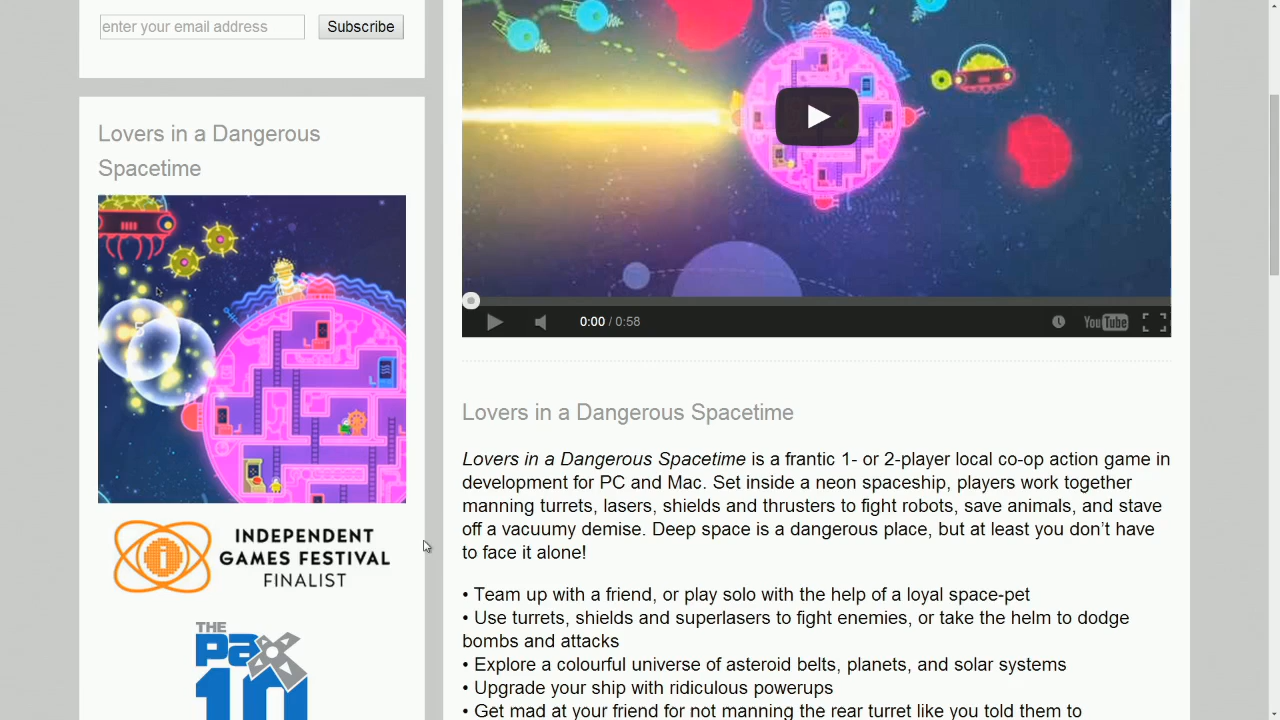 enter your email address
Subscribe
Lovers in a Dangerous
Spacetime
INDEPENDENT
GAMES FESTIVAL
FINALIST
THE
PAX
10
0:00 / 0:58
YouTube
Lovers in a Dangerous Spacetime
Lovers in a Dangerous Spacetime is a frantic 1- or 2-player local co-op action game in
development for PC and Mac. Set inside a neon spaceship, players work together
manning turrets, lasers, shields and thrusters to fight robots, save animals, and stave
off a vacuumy demise. Deep space is a dangerous place, but at least you don’t have
to face it alone!
• Team up with a friend, or play solo with the help of a loyal space-pet
• Use turrets, shields and superlasers to fight enemies, or take the helm to dodge
bombs and attacks
• Explore a colourful universe of asteroid belts, planets, and solar systems
• Upgrade your ship with ridiculous powerups
• Get mad at your friend for not manning the rear turret like you told them to